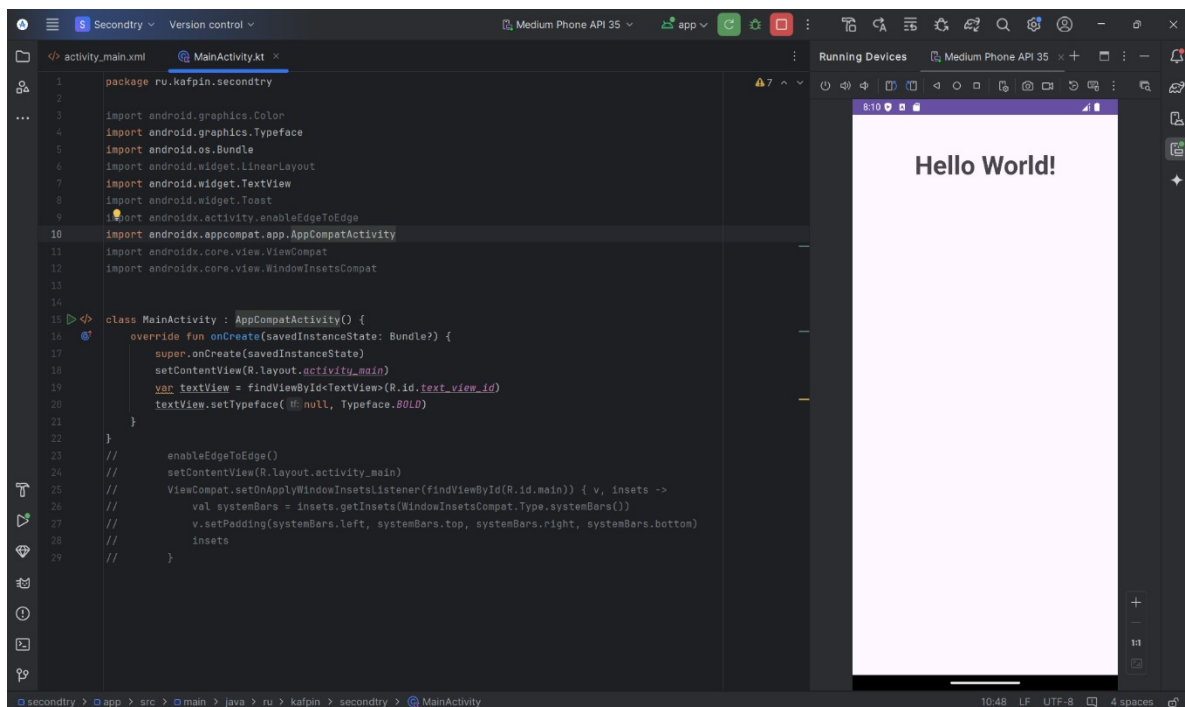 S Secondtry Version control Medium Phone API 35 app
activity_main.xml MainActivity.kt
Running Devices Medium Phone API 35
7
1 package ru.kafpin.secondtry
2
3 import android.graphics.Color
4 import android.graphics.Typeface
5 import android.os.Bundle
6 import android.widget.LinearLayout
7 import android.widget.TextView
8 import android.widget.Toast
9 import androidx.activity.enableEdgeToEdge
10 import androidx.appcompat.app.AppCompatActivity
11 import androidx.core.view.ViewCompat
12 import androidx.core.view.WindowInsetsCompat
13
14
15 class MainActivity : AppCompatActivity() {
16 override fun onCreate(savedInstanceState: Bundle?) {
17 super.onCreate(savedInstanceState)
18 setContentView(R.layout.activity_main)
19 var textView = findViewById<TextView>(R.id.text_view_id)
20 textView.setTypeface( tf: null, Typeface.BOLD)
21 }
22 }
23 // enableEdgeToEdge()
24 // setContentView(R.layout.activity_main)
25 // ViewCompat.setOnApplyWindowInsetsListener(findViewById(R.id.main)) { v, insets ->
26 // val systemBars = insets.getInsets(WindowInsetsCompat.Type.systemBars())
27 // v.setPadding(systemBars.left, systemBars.top, systemBars.right, systemBars.bottom)
28 // insets
29 // }
8:10
Hello World!
1:1
secondtry > app > src > main > java > ru > kafpin > secondtry > MainActivity
10:48 LF UTF-8 4 spaces